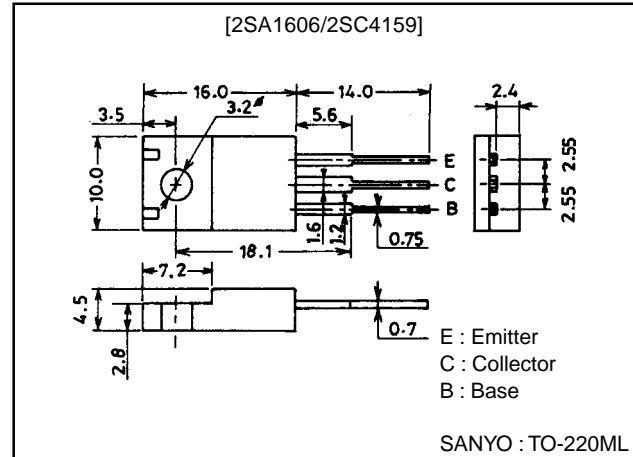 [2SA1606/2SC4159]
16.0 14.0
3.5 3.2ø 5.6 2.4
10.0
E
C
B
2.55
2.55
1.6 1.2 0.75
18.1
7.2
4.5
2.8
0.7
E : Emitter
C : Collector
B : Base
SANYO : TO-220ML